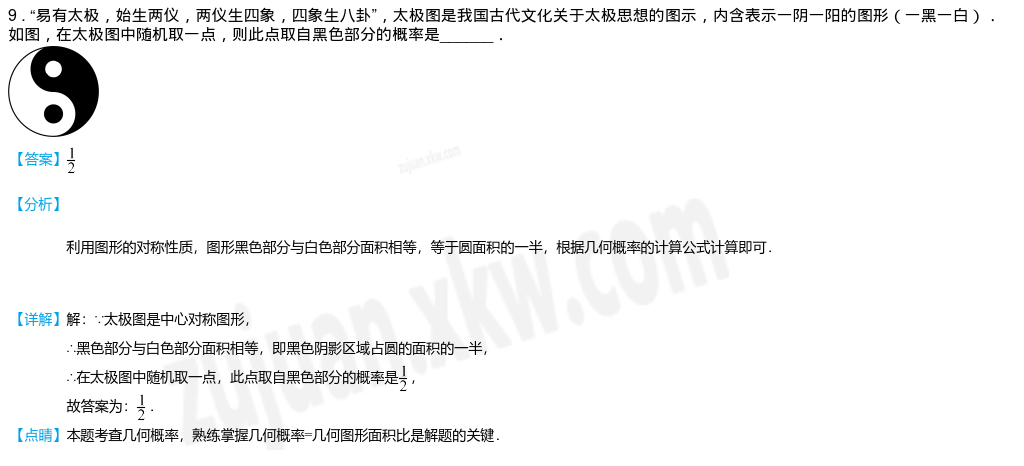 9．“易有太极，始生两仪，两仪生四象，四象生八卦”，太极图是我国古代文化关于太极思想的图示，内含表示一阴一阳的图形（一黑一白）．
如图，在太极图中随机取一点，则此点取自黑色部分的概率是_______．
zujuan.xkw.com
【答案】1/2
【分析】
利用图形的对称性质，图形黑色部分与白色部分面积相等，等于圆面积的一半，根据几何概率的计算公式计算即可．
zujuan.xkw.com
【详解】解：∵太极图是中心对称图形，
∴黑色部分与白色部分面积相等，即黑色阴影区域占圆的面积的一半，
∴在太极图中随机取一点，此点取自黑色部分的概率是1/2，
故答案为：1/2．
【点睛】本题考查几何概率，熟练掌握几何概率=几何图形面积比是解题的关键．